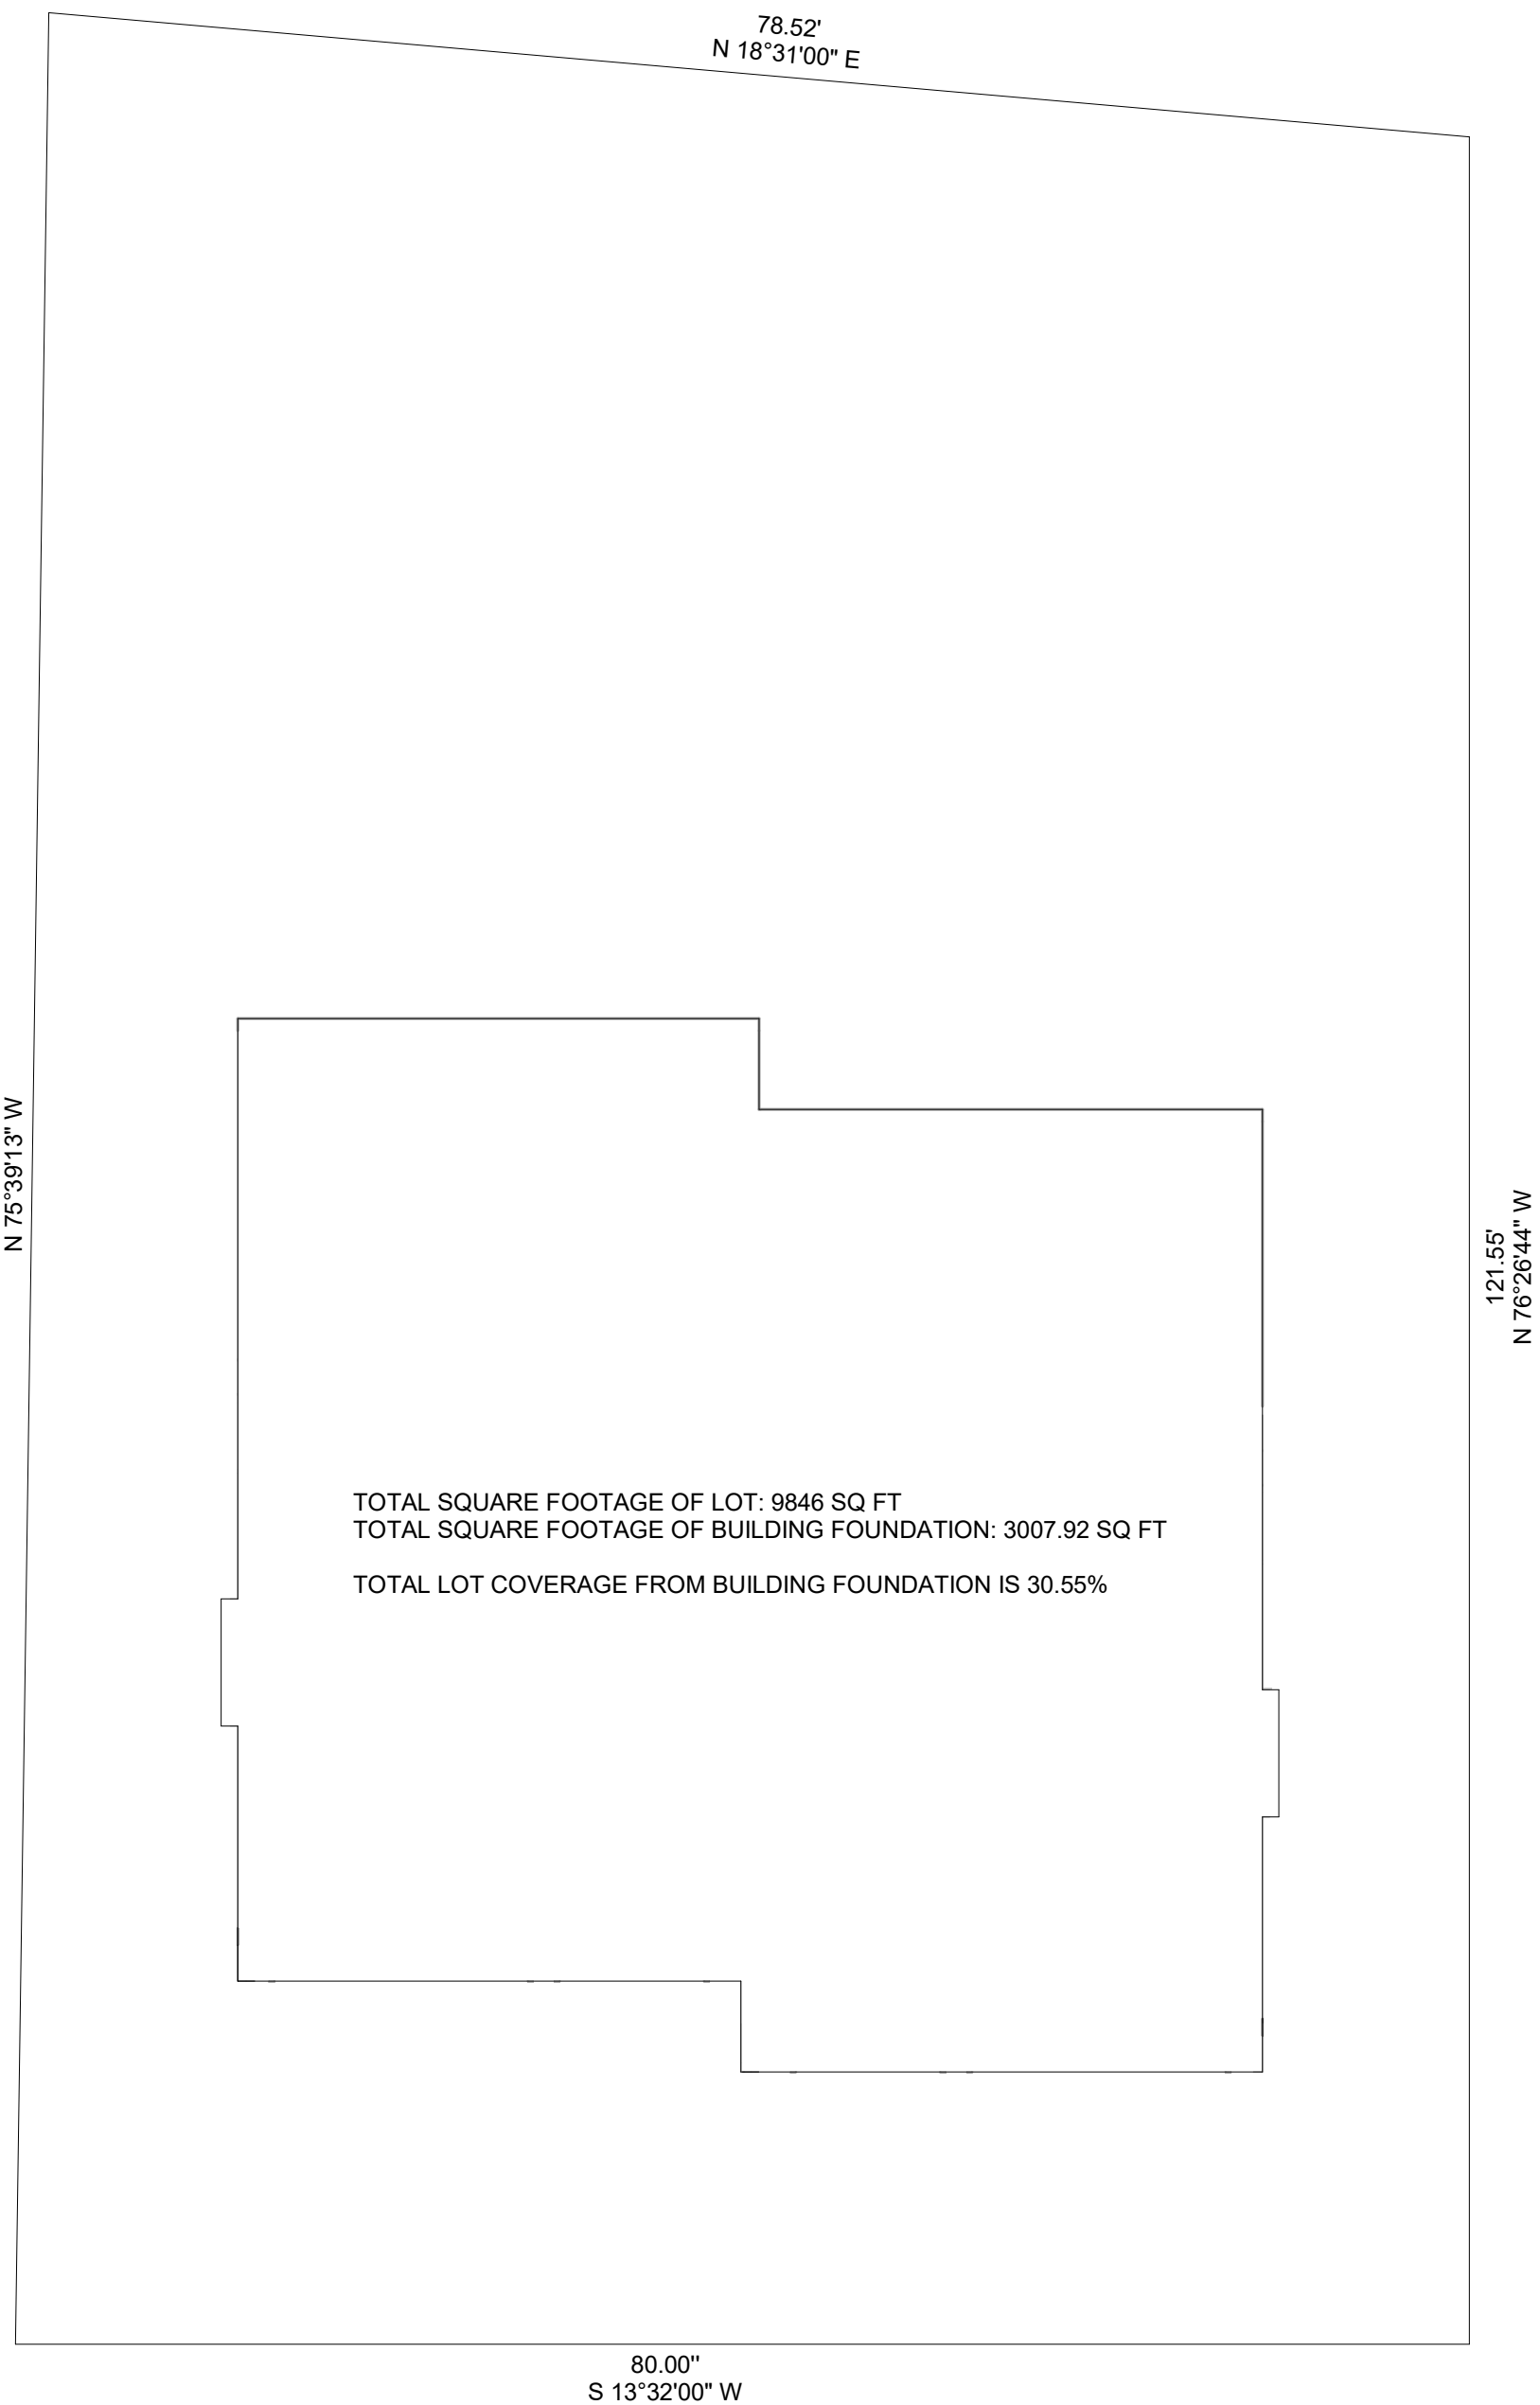 78.52'
N 18°31'00" E
N 75°39'13" W
121.55'
N 76°26'44" W
TOTAL SQUARE FOOTAGE OF LOT: 9846 SQ FT
TOTAL SQUARE FOOTAGE OF BUILDING FOUNDATION: 3007.92 SQ FT
TOTAL LOT COVERAGE FROM BUILDING FOUNDATION IS 30.55%
80.00''
S 13°32'00" W